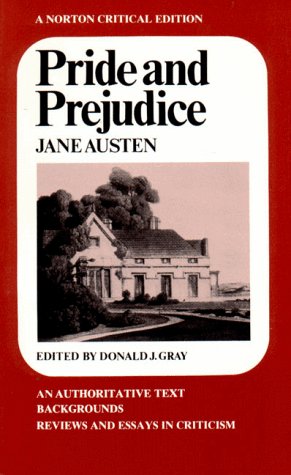 A NORTON CRITICAL EDITION
Pride and
Prejudice
JANE AUSTEN
EDITED BY DONALD J. GRAY
AN AUTHORITATIVE TEXT
BACKGROUNDS
REVIEWS AND ESSAYS IN CRITICISM